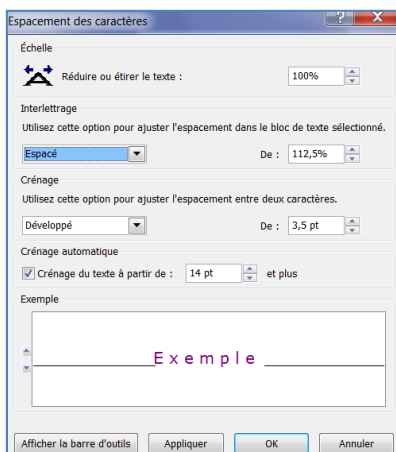 Espacement des caractères
Échelle
Réduire ou étirer le texte : 100%
Interlettrage
Utilisez cette option pour ajuster l'espacement dans le bloc de texte sélectionné.
Espacé De : 112,5%
Crénage
Utilisez cette option pour ajuster l'espacement entre deux caractères.
Développé De : 3,5 pt
Crénage automatique
Crénage du texte à partir de : 14 pt et plus
Exemple
Exemple
Afficher la barre d'outils Appliquer OK Annuler